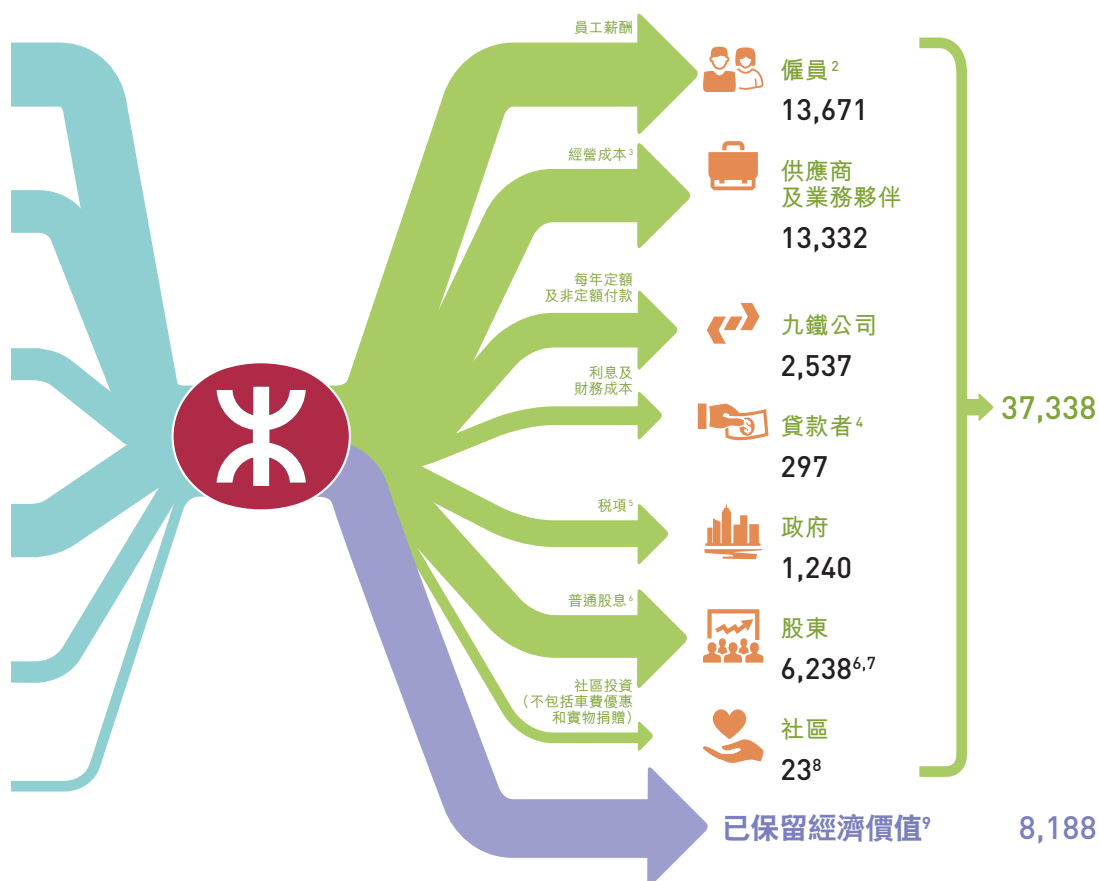 員工薪酬
僱員2
13,671
經營成本3
供應商
及業務夥伴
13,332
每年定額
及非定額付款
九鐵公司
2,537
利息及
財務成本
貸款者4
297
37,338
税項5
政府
1,240
普通股息6
股東
6,2386,7
社區投資
（不包括車費優惠
和實物捐贈）
社區
238
已保留經濟價值9
8,188